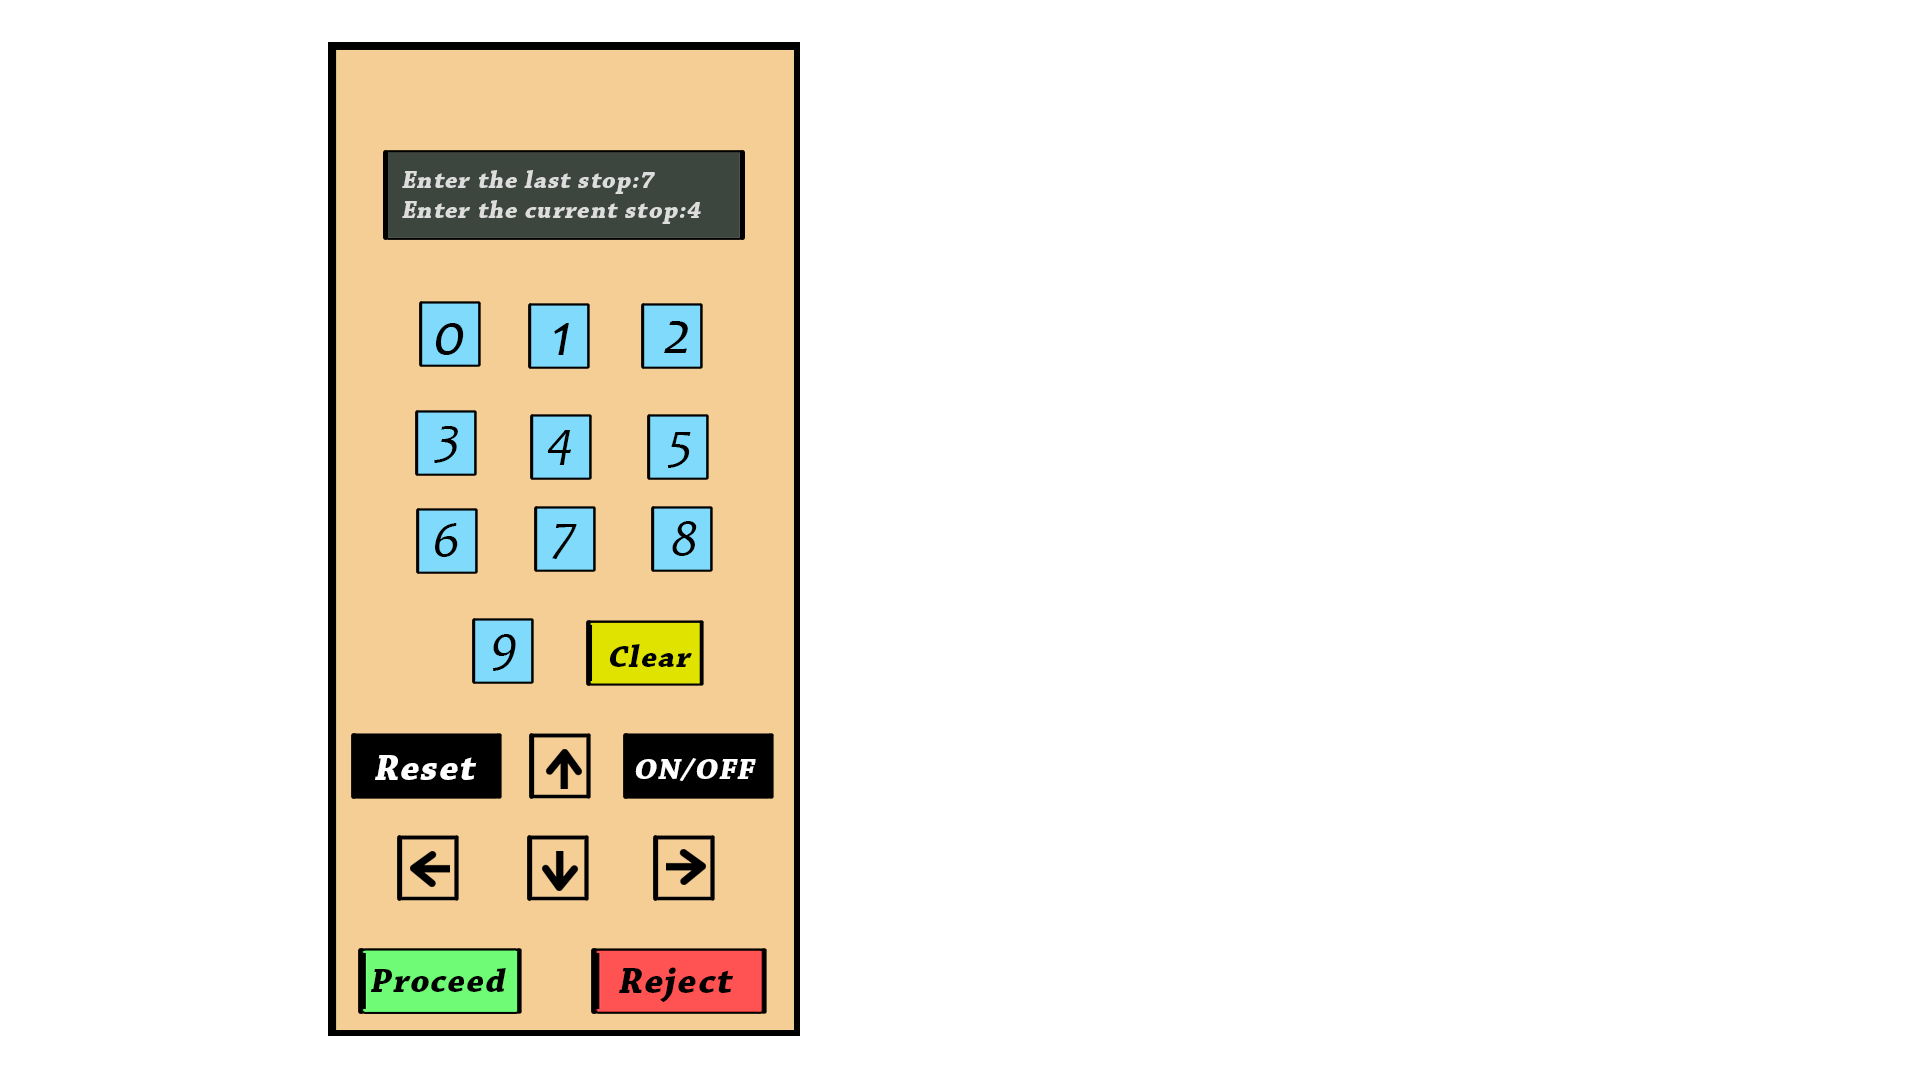 Enter the last stop:7
Enter the current stop:4
0 1 2
3 4 5
6 7 8
9 Clear
Reset ON/OFF
Proceed Reject